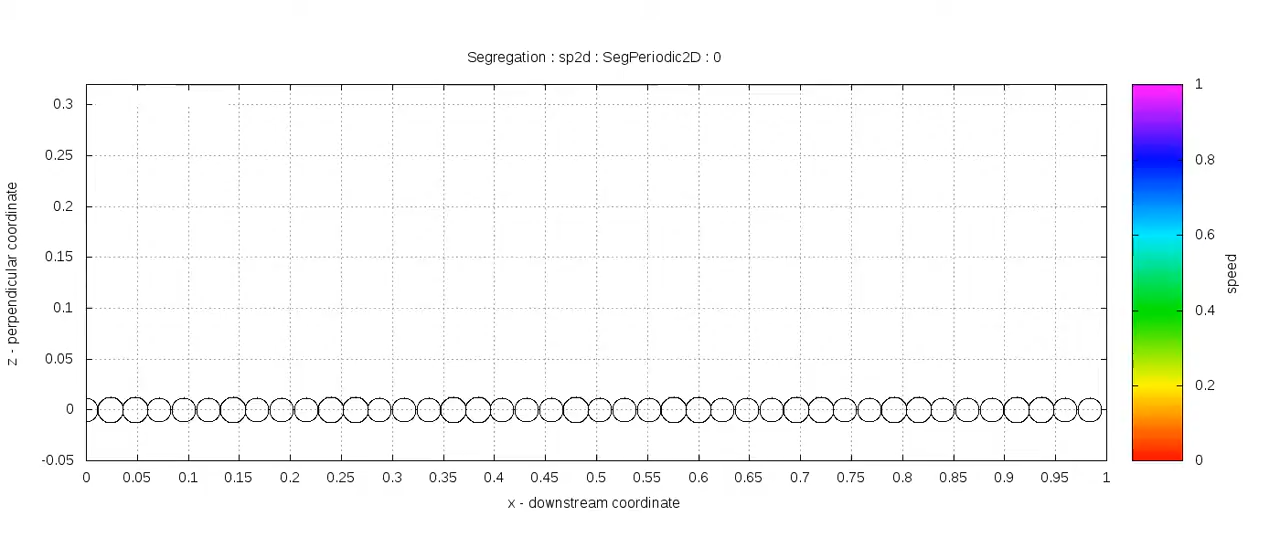 Segregation : sp2d : SegPeriodic2D : 0
0.3
0.25
0.2
0.15
0.1
0.05
0
-0.05
z - perpendicular coordinate
0 0.05 0.1 0.15 0.2 0.25 0.3 0.35 0.4 0.45 0.5 0.55 0.6 0.65 0.7 0.75 0.8 0.85 0.9 0.95 1
x - downstream coordinate
1
0.8
0.6
0.4
0.2
0
speed